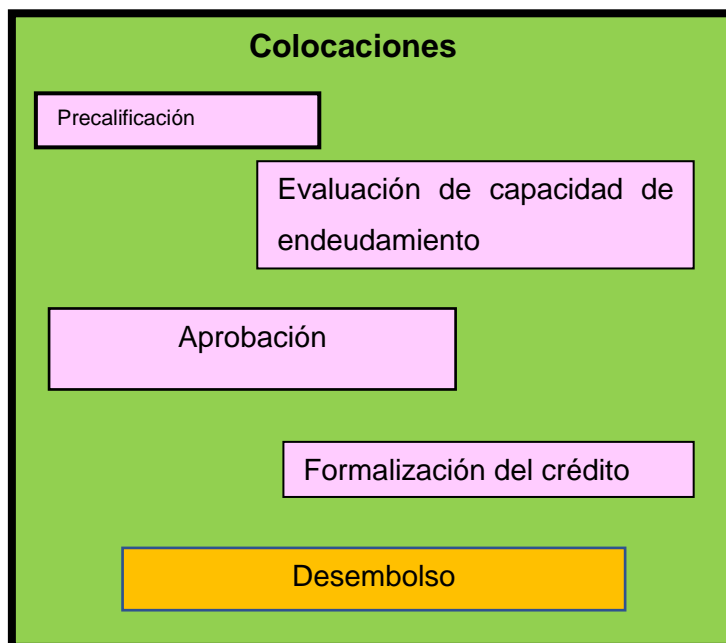 Colocaciones
Precalificación
Evaluación de capacidad de
endeudamiento
Aprobación
Formalización del crédito
Desembolso